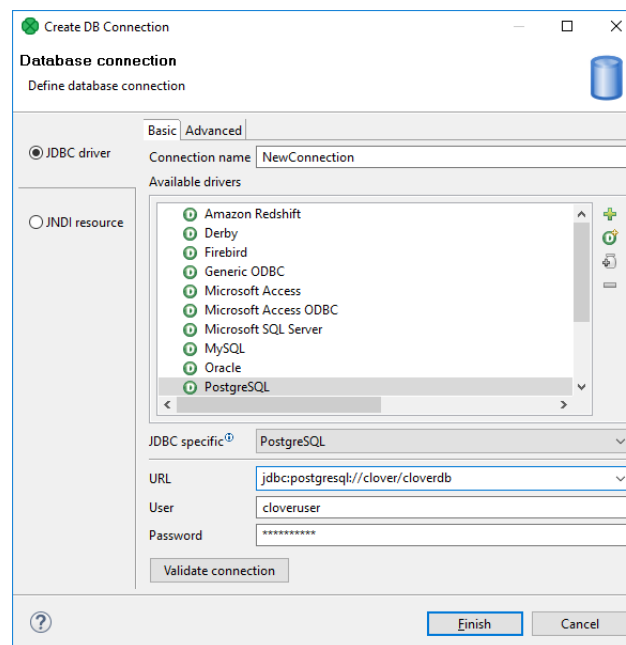 Create DB Connection
Database connection
Define database connection
Basic Advanced
JDBC driver
Connection name NewConnection
Available drivers
JNDI resource
Amazon Redshift
Derby
Firebird
Generic ODBC
Microsoft Access
Microsoft Access ODBC
Microsoft SQL Server
MySQL
Oracle
PostgreSQL
JDBC specific PostgreSQL
URL jdbc:postgresql://clover/cloverdb
User cloveruser
Password **********
Validate connection
Finish Cancel